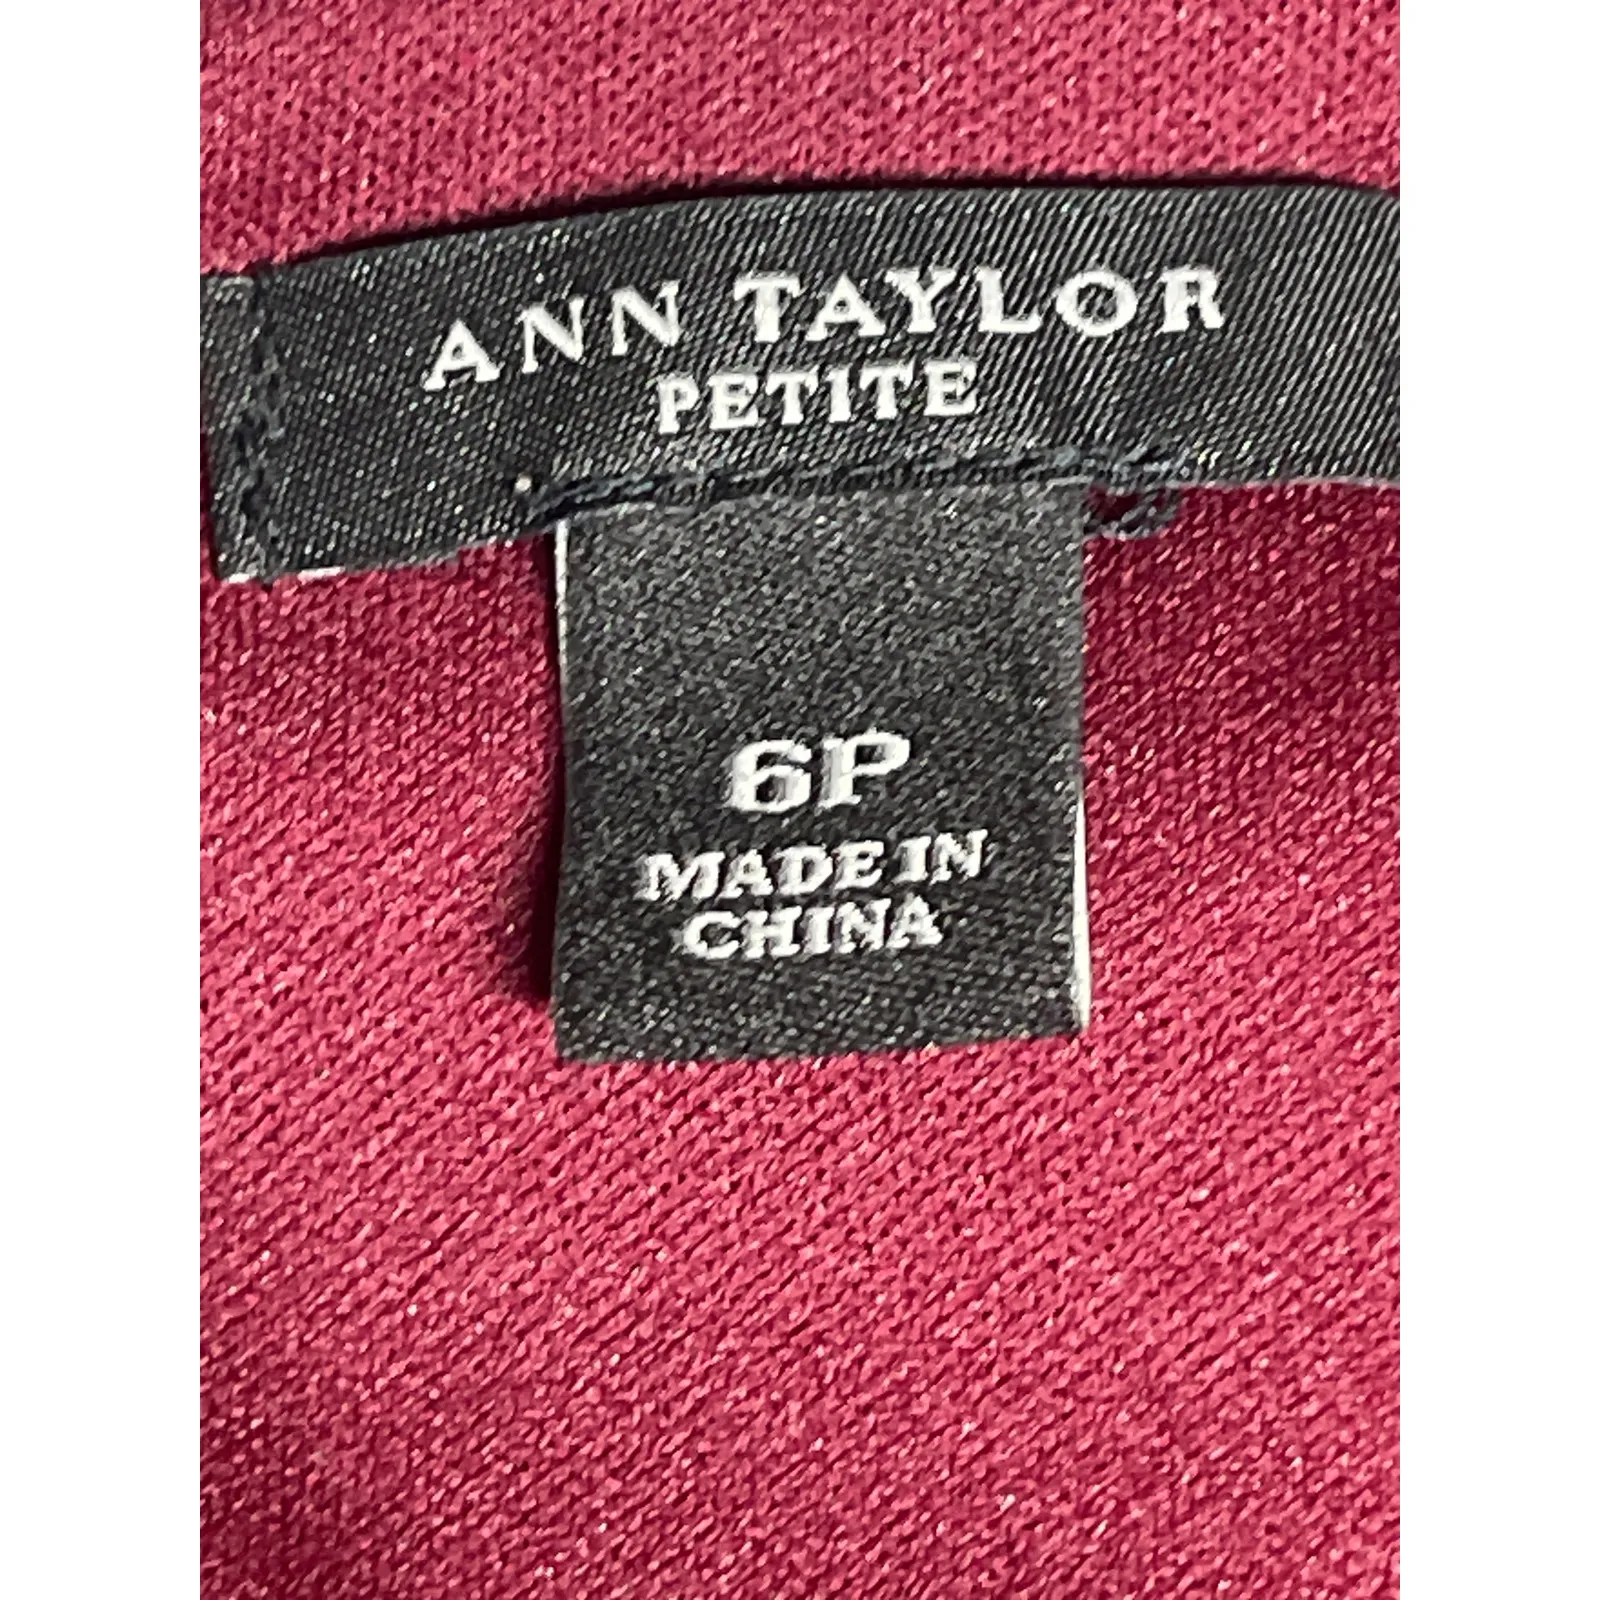 ANN TAYLOR
PETITE
6P
MADE IN
CHINA